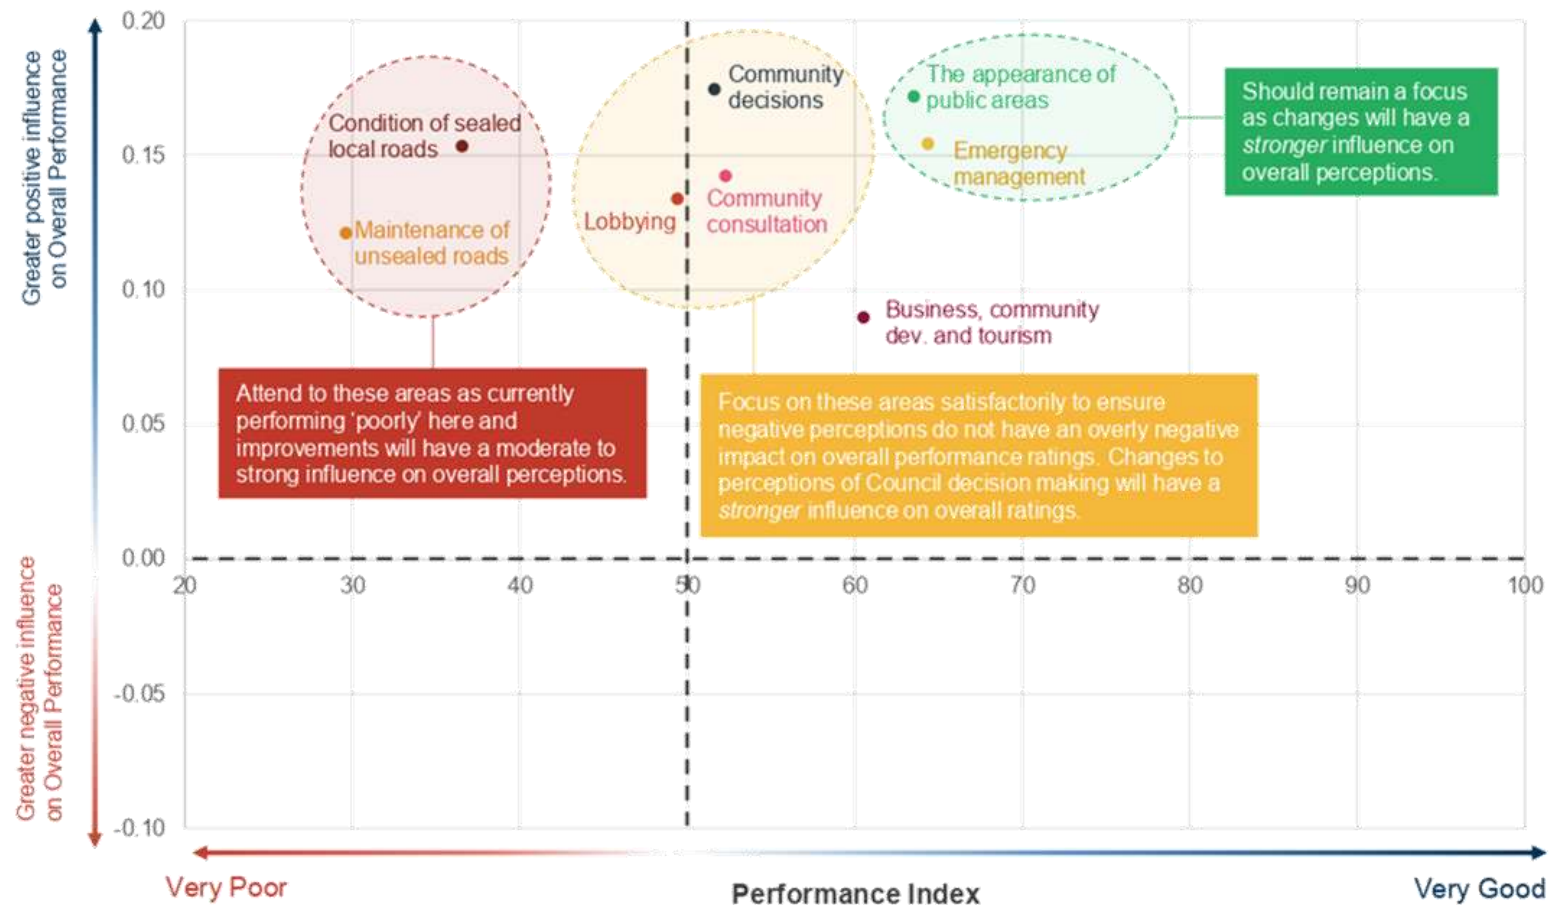 Greater positive influence
on Overall Performance
Greater negative influence
on Overall Performance
0.20
0.15
0.10
0.05
0.00
-0.05
-0.10
Condition of sealed
local roads
Maintenance of
unsealed roads
Community
decisions
Lobbying
Community
consultation
The appearance of
public areas
Emergency
management
Business, community
dev. and tourism
Should remain a focus
as changes will have a
stronger influence on
overall perceptions.
Attend to these areas as currently
performing 'poorly' here and
improvements will have a moderate to
strong influence on overall perceptions.
Focus on these areas satisfactorily to ensure
negative perceptions do not have an overly negative
impact on overall performance ratings. Changes to
perceptions of Council decision making will have a
stronger influence on overall ratings.
20 30 40 50 60 70 80 90 100
Very Poor
Performance Index
Very Good